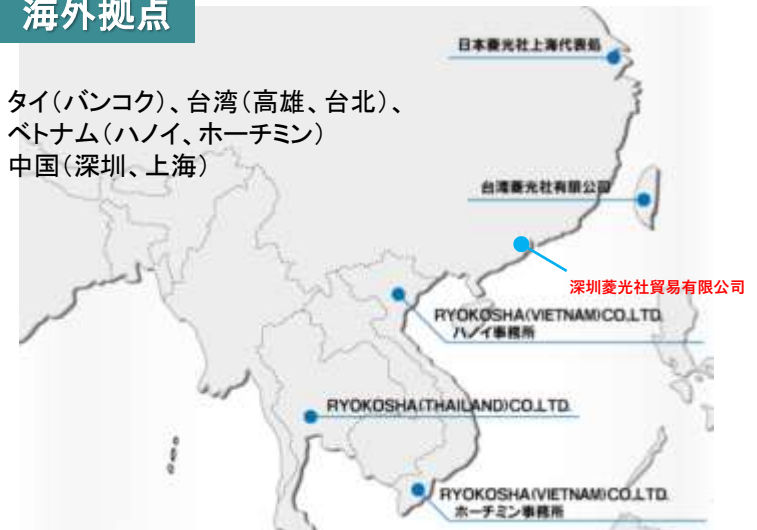 海外拠点
タイ（バンコク）、台湾（高雄、台北）、
ベトナム（ハノイ、ホーチミン）
中国（深圳、上海）
日本菱光社上海代表処
台湾菱光社有限公司
深圳菱光社貿易有限公司
RYOKOSHA(VIETNAM)CO.,LTD.
ハノイ事務所
RYOKOSHA(THAILAND)CO.,LTD.
RYOKOSHA(VIETNAM)CO.,LTD.
ホーチミン事務所